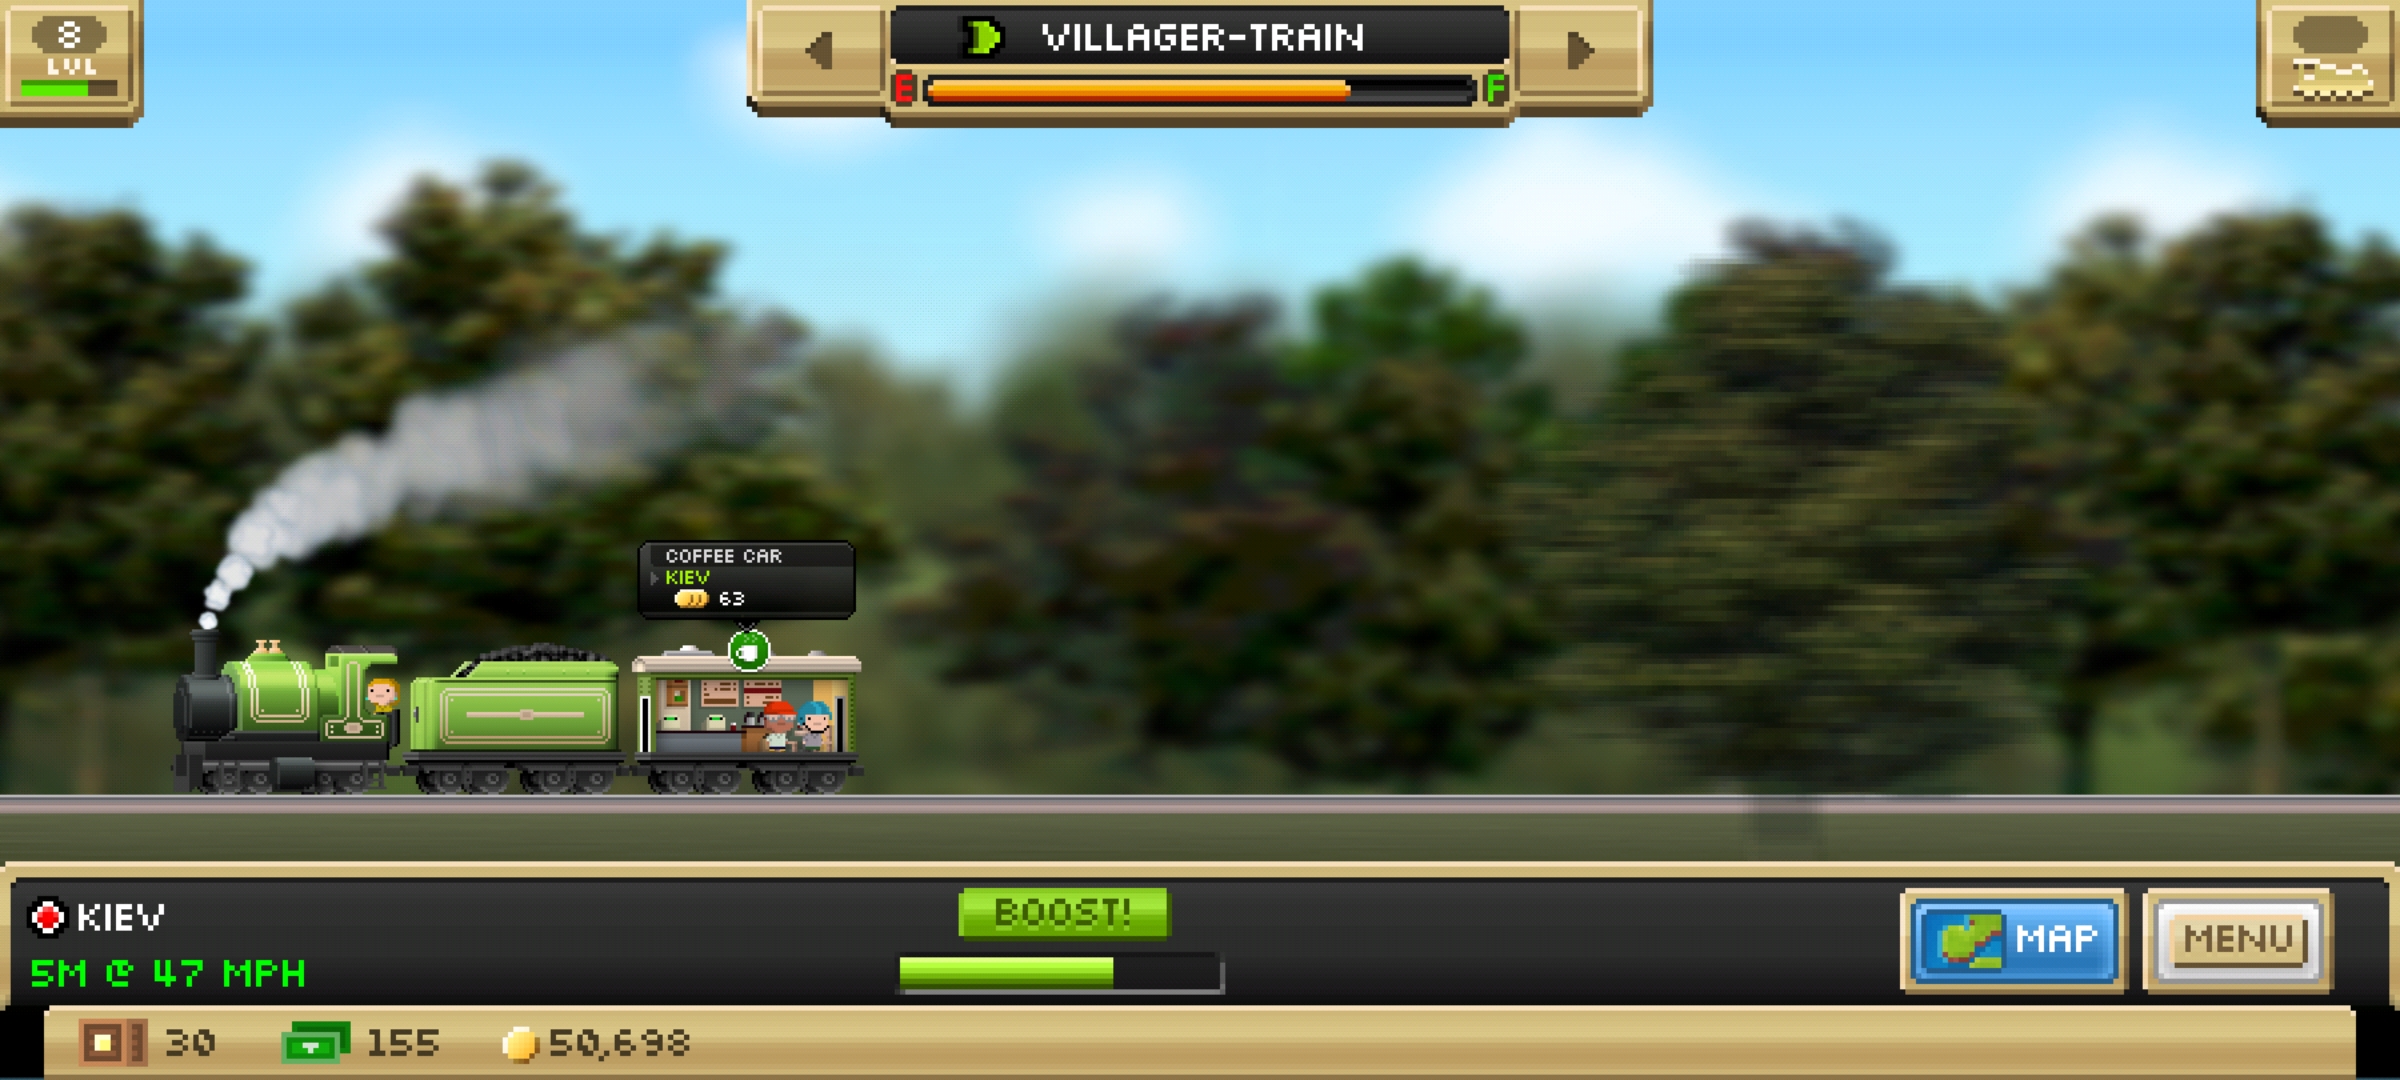 8
LVL
VILLAGER-TRAIN
E F
COFFEE CAR
KIEV
63
KIEV
5M @ 47 MPH
BOOST!
MAP
MENU
30 155 50,698